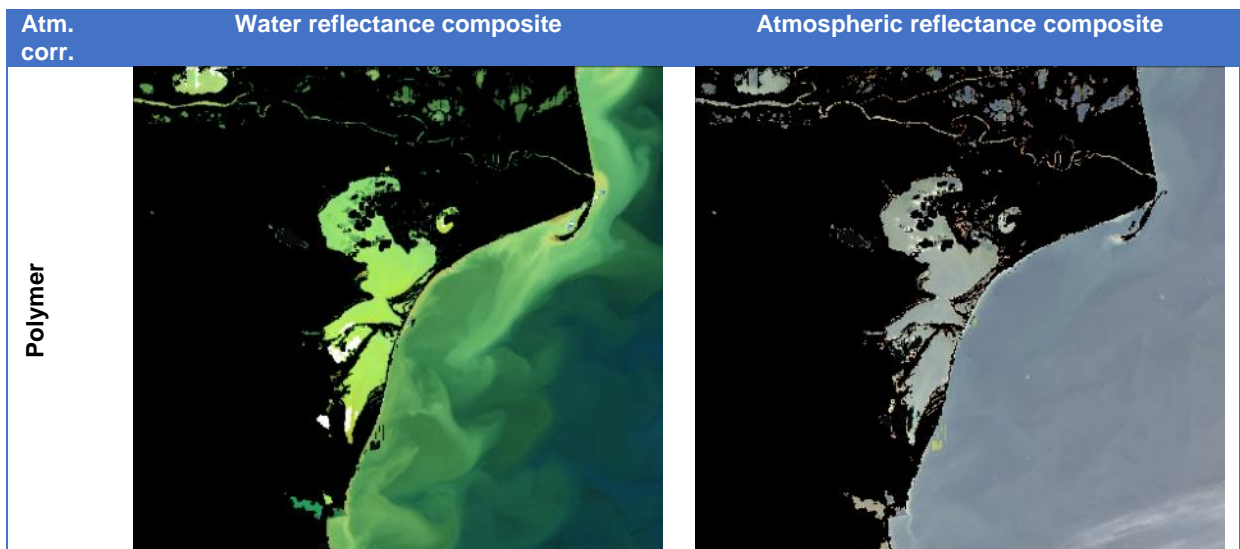 Atm.
corr.
Water reflectance composite
Atmospheric reflectance composite
Polymer